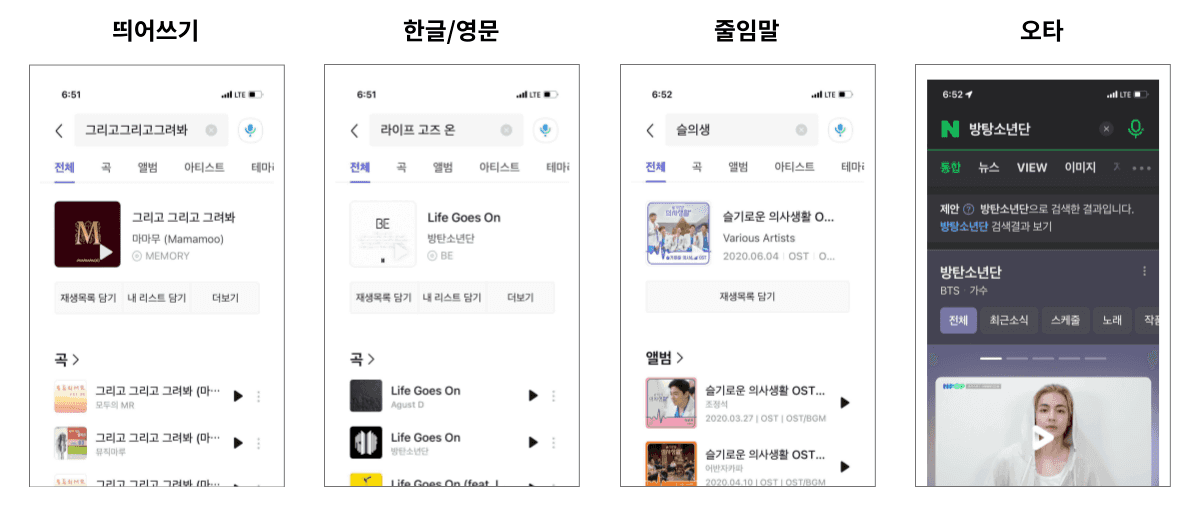 띄어쓰기
6:51
LTE
그리고그리고그려봐
전체 곡 앨범 아티스트 테마
M
MAMAMOO
그리고 그리고 그려봐
마마무 (Mamamoo)
MEMORY
재생목록 담기 내 리스트 담기 더보기
곡 >
그리고 그리고 그려봐 (마…
모두의 MR
그리고 그리고 그려봐 (마…
뮤직마루
그리고 그리고 그려봐 (마…
한글/영문
6:51
LTE
라이프 고즈 온
전체 곡 앨범 아티스트 테마
BE
Life Goes On
방탄소년단
BE
재생목록 담기 내 리스트 담기 더보기
곡 >
Life Goes On
Agust D
Life Goes On
방탄소년단
Life Goes On (feat.
줄임말
6:52
LTE
슬의생
전체 곡 앨범 아티스트 테마
의사생활
슬기로운 의사생활 O...
Various Artists
2020.06.04 | OST | O...
재생목록 담기
앨범 >
슬기로운 의사생활 OST...
조정석
2020.03.27 | OST | OST/BGM
슬기로운 의사생활 OST...
어반자카파
2020.04.10 | OST | OST/BGM
오타
6:52
LTE
N 방탕소년단
통합 뉴스 VIEW 이미지
제안 ? 방탄소년단으로 검색한 결과입니다.
방탕소년단 검색결과 보기
방탄소년단
BTS · 가수
전체 최근소식 스케줄 노래 작품